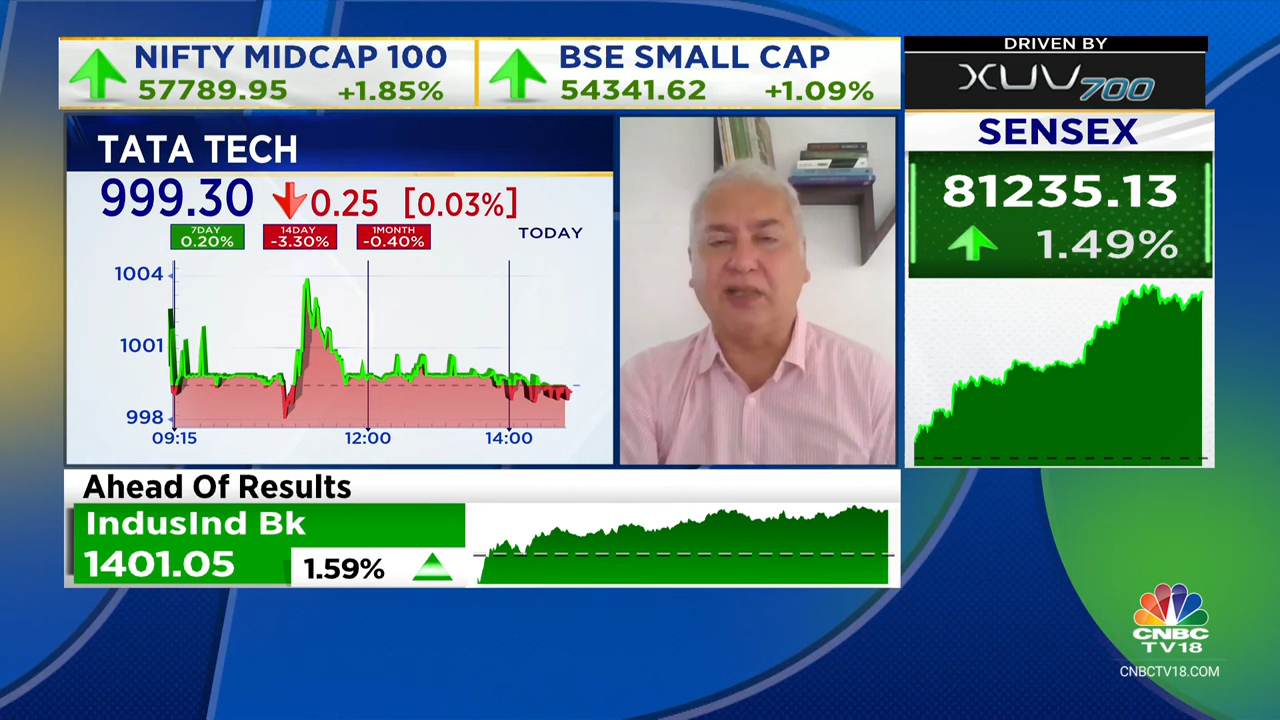 NIFTY MIDCAP 100
57789.95 +1.85%
BSE SMALL CAP
54341.62 +1.09%
DRIVEN BY
XUV700
SENSEX
81235.13
1.49%
TATA TECH
999.30 0.25 [0.03%]
7DAY
0.20%
14DAY
-3.30%
1MONTH
-0.40%
TODAY
1004
1001
998
09:15 12:00 14:00
Ahead Of Results
IndusInd Bk
1401.05 1.59%
CNBC
TV18
CNBCTV18.COM